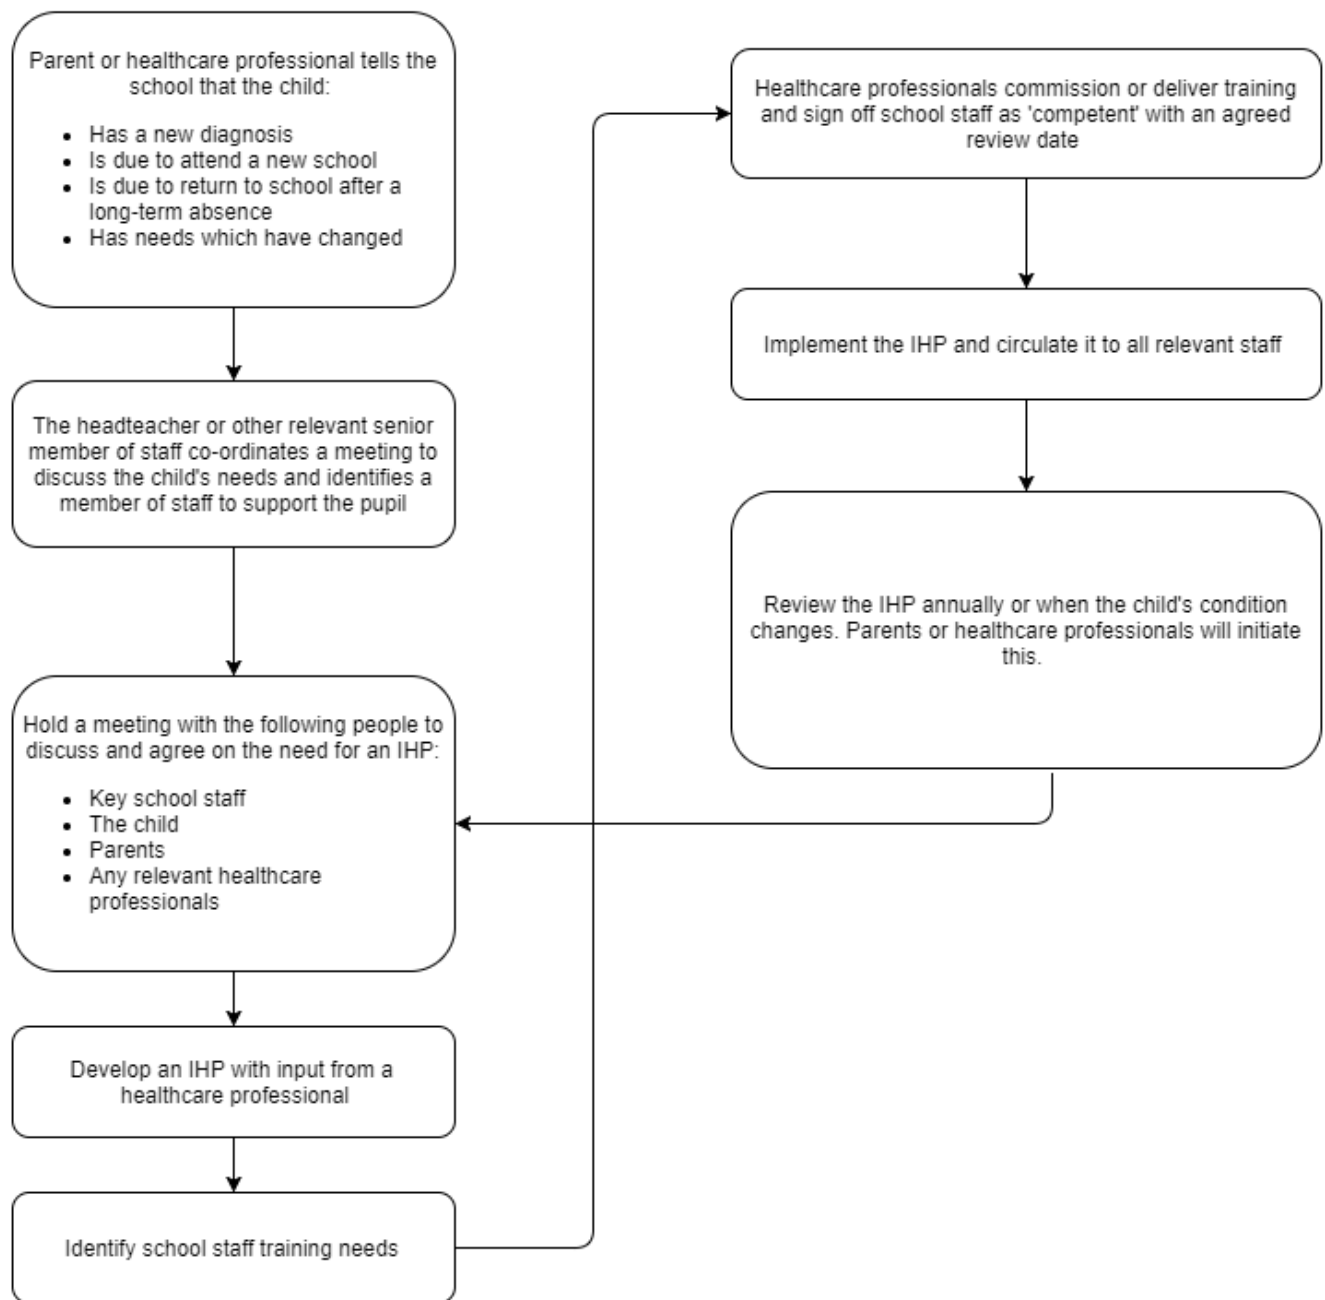 Parent or healthcare professional tells the
school that the child:
• Has a new diagnosis
• Is due to attend a new school
• Is due to return to school after a
long-term absence
• Has needs which have changed
The headteacher or other relevant senior
member of staff co-ordinates a meeting to
discuss the child's needs and identifies a
member of staff to support the pupil
Hold a meeting with the following people to
discuss and agree on the need for an IHP:
• Key school staff
• The child
• Parents
• Any relevant healthcare
professionals
Develop an IHP with input from a
healthcare professional
Identify school staff training needs
Healthcare professionals commission or deliver training
and sign off school staff as 'competent' with an agreed
review date
Implement the IHP and circulate it to all relevant staff
Review the IHP annually or when the child's condition
changes. Parents or healthcare professionals will initiate
this.